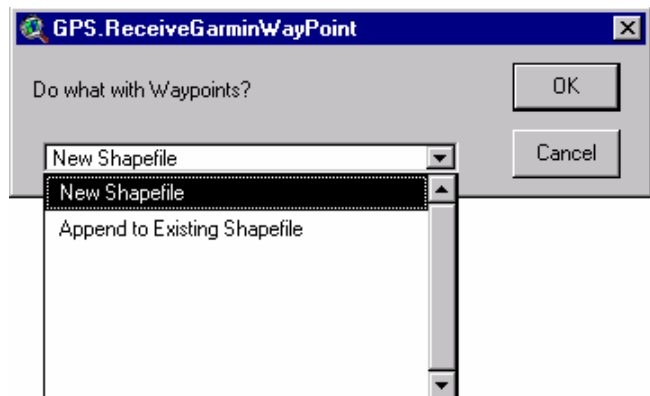 GPS.ReceiveGarminWayPoint
Do what with Waypoints?
OK
New Shapefile
Cancel
New Shapefile
Append to Existing Shapefile